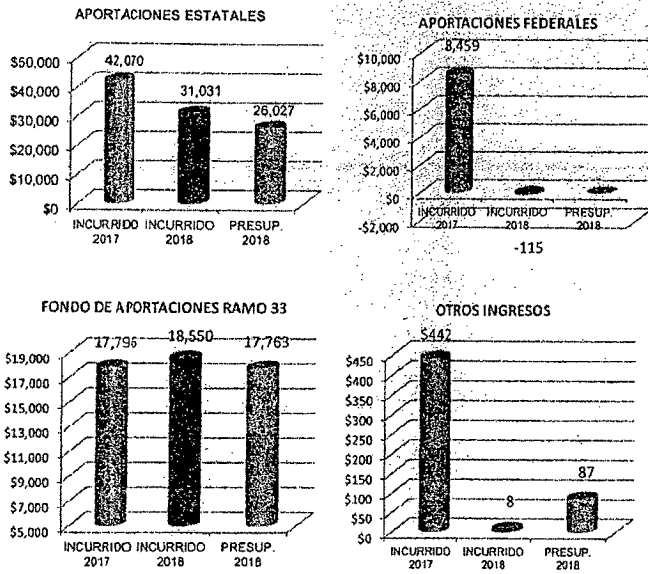 APORTACIONES ESTATALES
$50,000
$40,000
$30,000
$20,000
$10,000
$0
42,070
31,031
26,027
INCURRIDO 2017
INCURRIDO 2018
PRESUP. 2018
APORTACIONES FEDERALES
$10,000
$8,000
$6,000
$4,000
$2,000
$0
-$2,000
8,459
-115
INCURRIDO 2017
INCURRIDO 2018
PRESUP. 2018
FONDO DE APORTACIONES RAMO 33
$19,000
$17,000
$15,000
$13,000
$11,000
$9,000
$7,000
$5,000
17,796
18,550
17,763
INCURRIDO 2017
INCURRIDO 2018
PRESUP. 2018
OTROS INGRESOS
$450
$400
$350
$300
$250
$200
$150
$100
$50
$0
$442
8
87
INCURRIDO 2017
INCURRIDO 2018
PRESUP. 2018